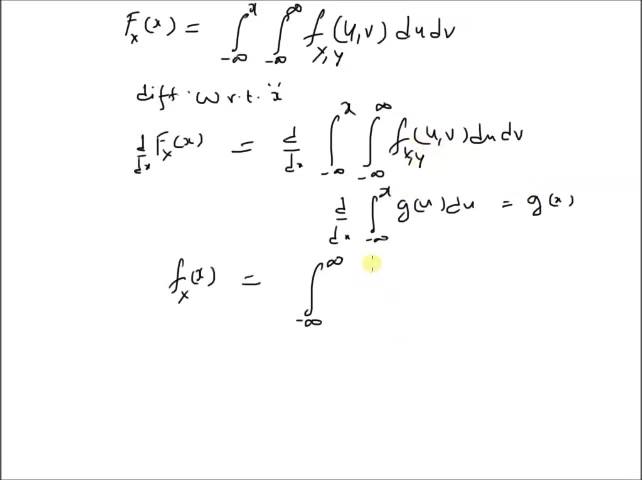 F_X(x) = ∫_{-∞}^{x} ∫_{-∞}^{∞} f_{X,Y}(u,v) du dv
diff. w.r.t. 'x'
d/dx F_X(x) = d/dx ∫_{-∞}^{x} ∫_{-∞}^{∞} f_{X,Y}(u,v) du dv
d/dx ∫_{-∞}^{x} g(u) du = g(x)
f_X(x) = ∫_{-∞}^{∞}